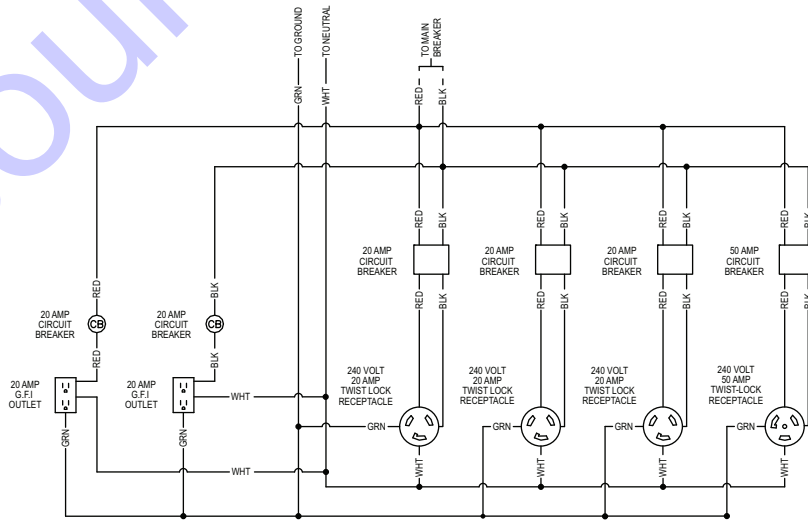 TO GROUND
TO NEUTRAL
TO MAIN
BREAKER
GRN
WHT
RED
BLK
RED
BLK
RED
BLK
RED
BLK
RED
BLK
20 AMP
CIRCUIT
BREAKER
20 AMP
CIRCUIT
BREAKER
20 AMP
CIRCUIT
BREAKER
50 AMP
CIRCUIT
BREAKER
RED
BLK
RED
BLK
RED
BLK
RED
BLK
RED
BLK
20 AMP
CIRCUIT
BREAKER
CB
20 AMP
CIRCUIT
BREAKER
CB
RED
BLK
20 AMP
G.F.I
OUTLET
20 AMP
G.F.I
OUTLET
240 VOLT
20 AMP
TWIST LOCK
RECEPTACLE
240 VOLT
20 AMP
TWIST LOCK
RECEPTACLE
240 VOLT
20 AMP
TWIST LOCK
RECEPTACLE
240 VOLT
50 AMP
TWIST-LOCK
RECEPTACLE
WHT
GRN
GRN
GRN
GRN
GRN
GRN
WHT
WHT
WHT
WHT
WHT